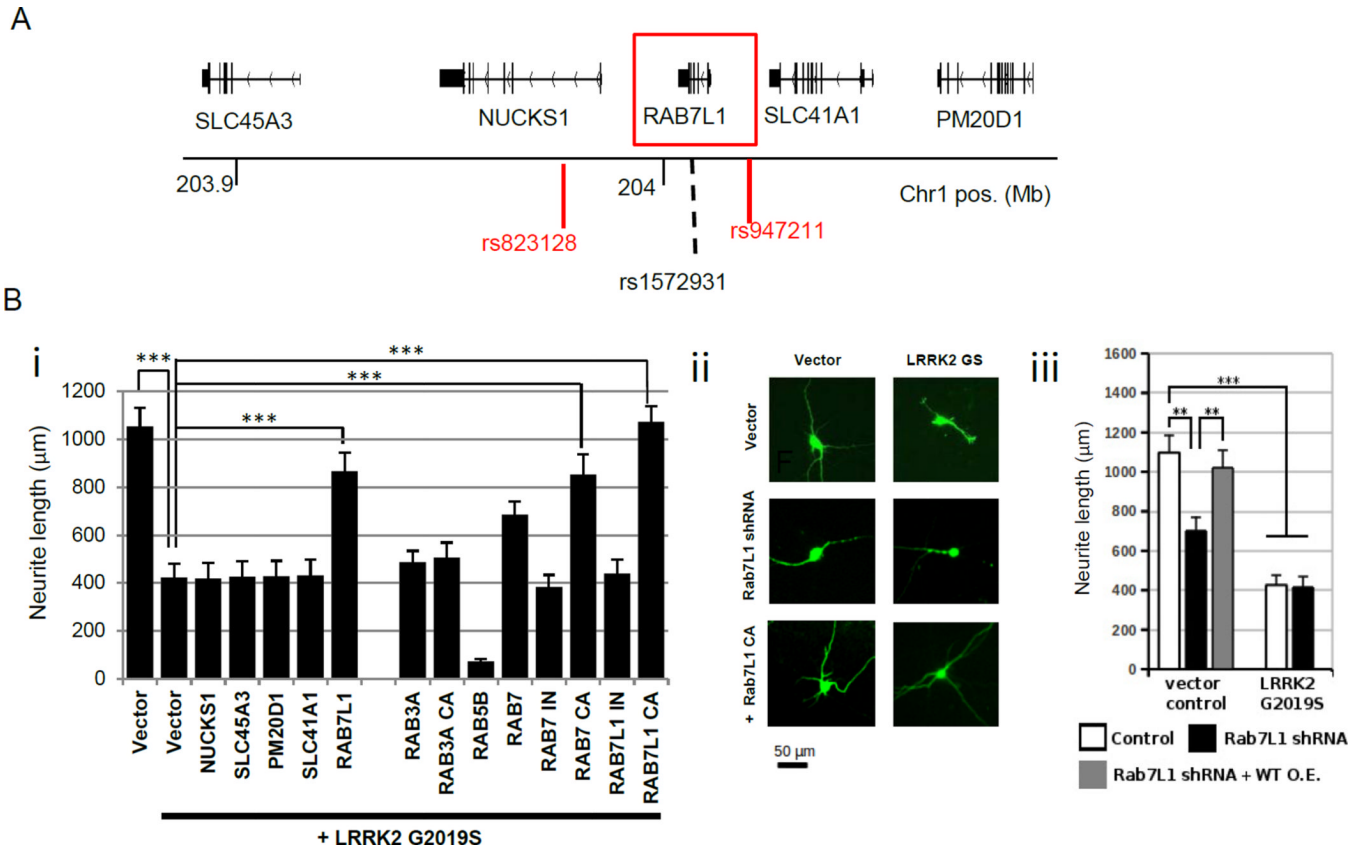 A
SLC45A3
NUCKS1
RAB7L1
SLC41A1
PM20D1
203.9
204
Chr1 pos. (Mb)
rs823128
rs947211
rs1572931
B
i
***
***
***
***
1200
1000
800
600
400
200
0
Neurite length (µm)
Vector
Vector
NUCKS1
SLC45A3
PM20D1
SLC41A1
RAB7L1
RAB3A
RAB3A CA
RAB5B
RAB7
RAB7 IN
RAB7 CA
RAB7L1 IN
RAB7L1 CA
+ LRRK2 G2019S
ii
Vector
LRRK2 GS
Vector
F
Rab7L1 shRNA
+ Rab7L1 CA
50 µm
iii
1600
1400
1200
1000
800
600
400
200
0
Neurite length (µm)
***
**
**
vector
control
LRRK2
G2019S
Control
Rab7L1 shRNA
Rab7L1 shRNA + WT O.E.